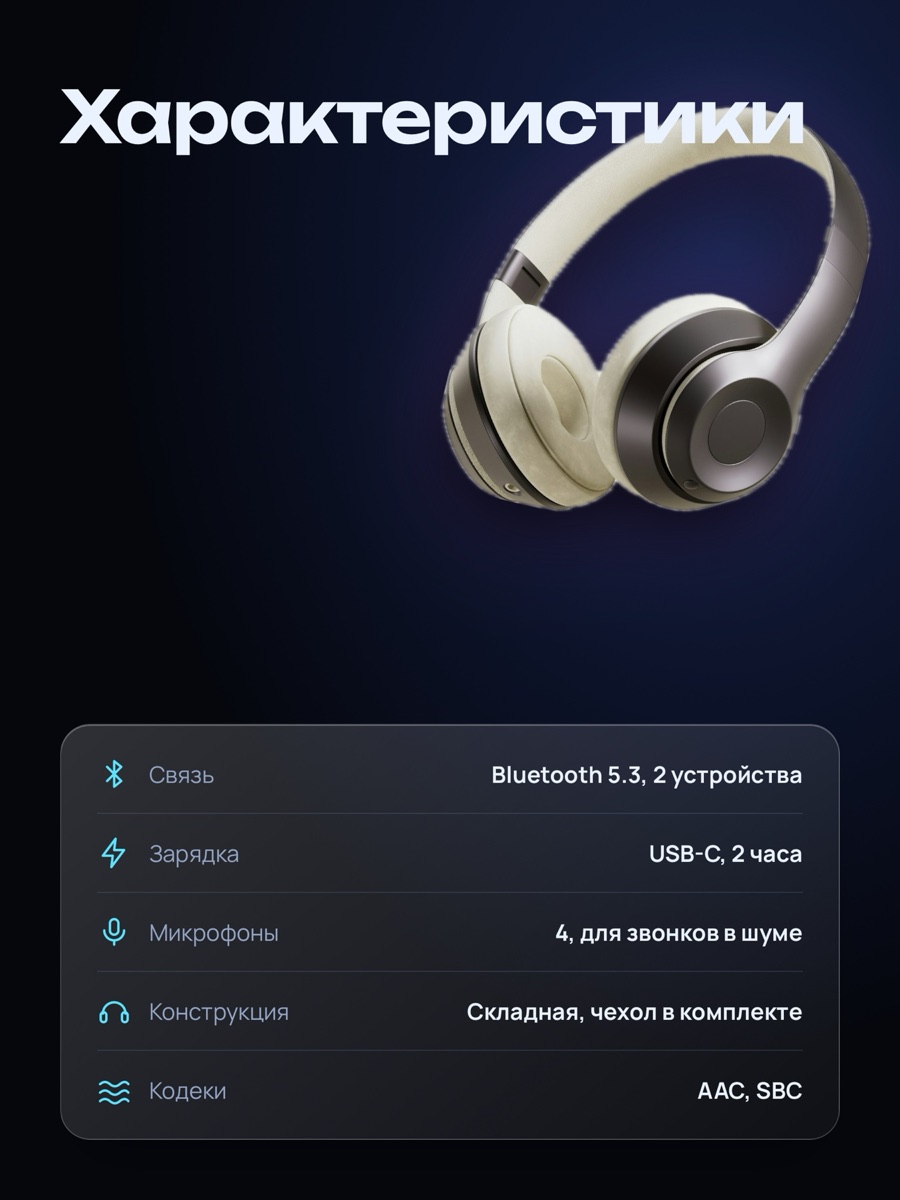 Характеристики
Связь
Bluetooth 5.3, 2 устройства
Зарядка
USB-C, 2 часа
Микрофоны
4, для звонков в шуме
Конструкция
Складная, чехол в комплекте
Кодеки
AAC, SBC